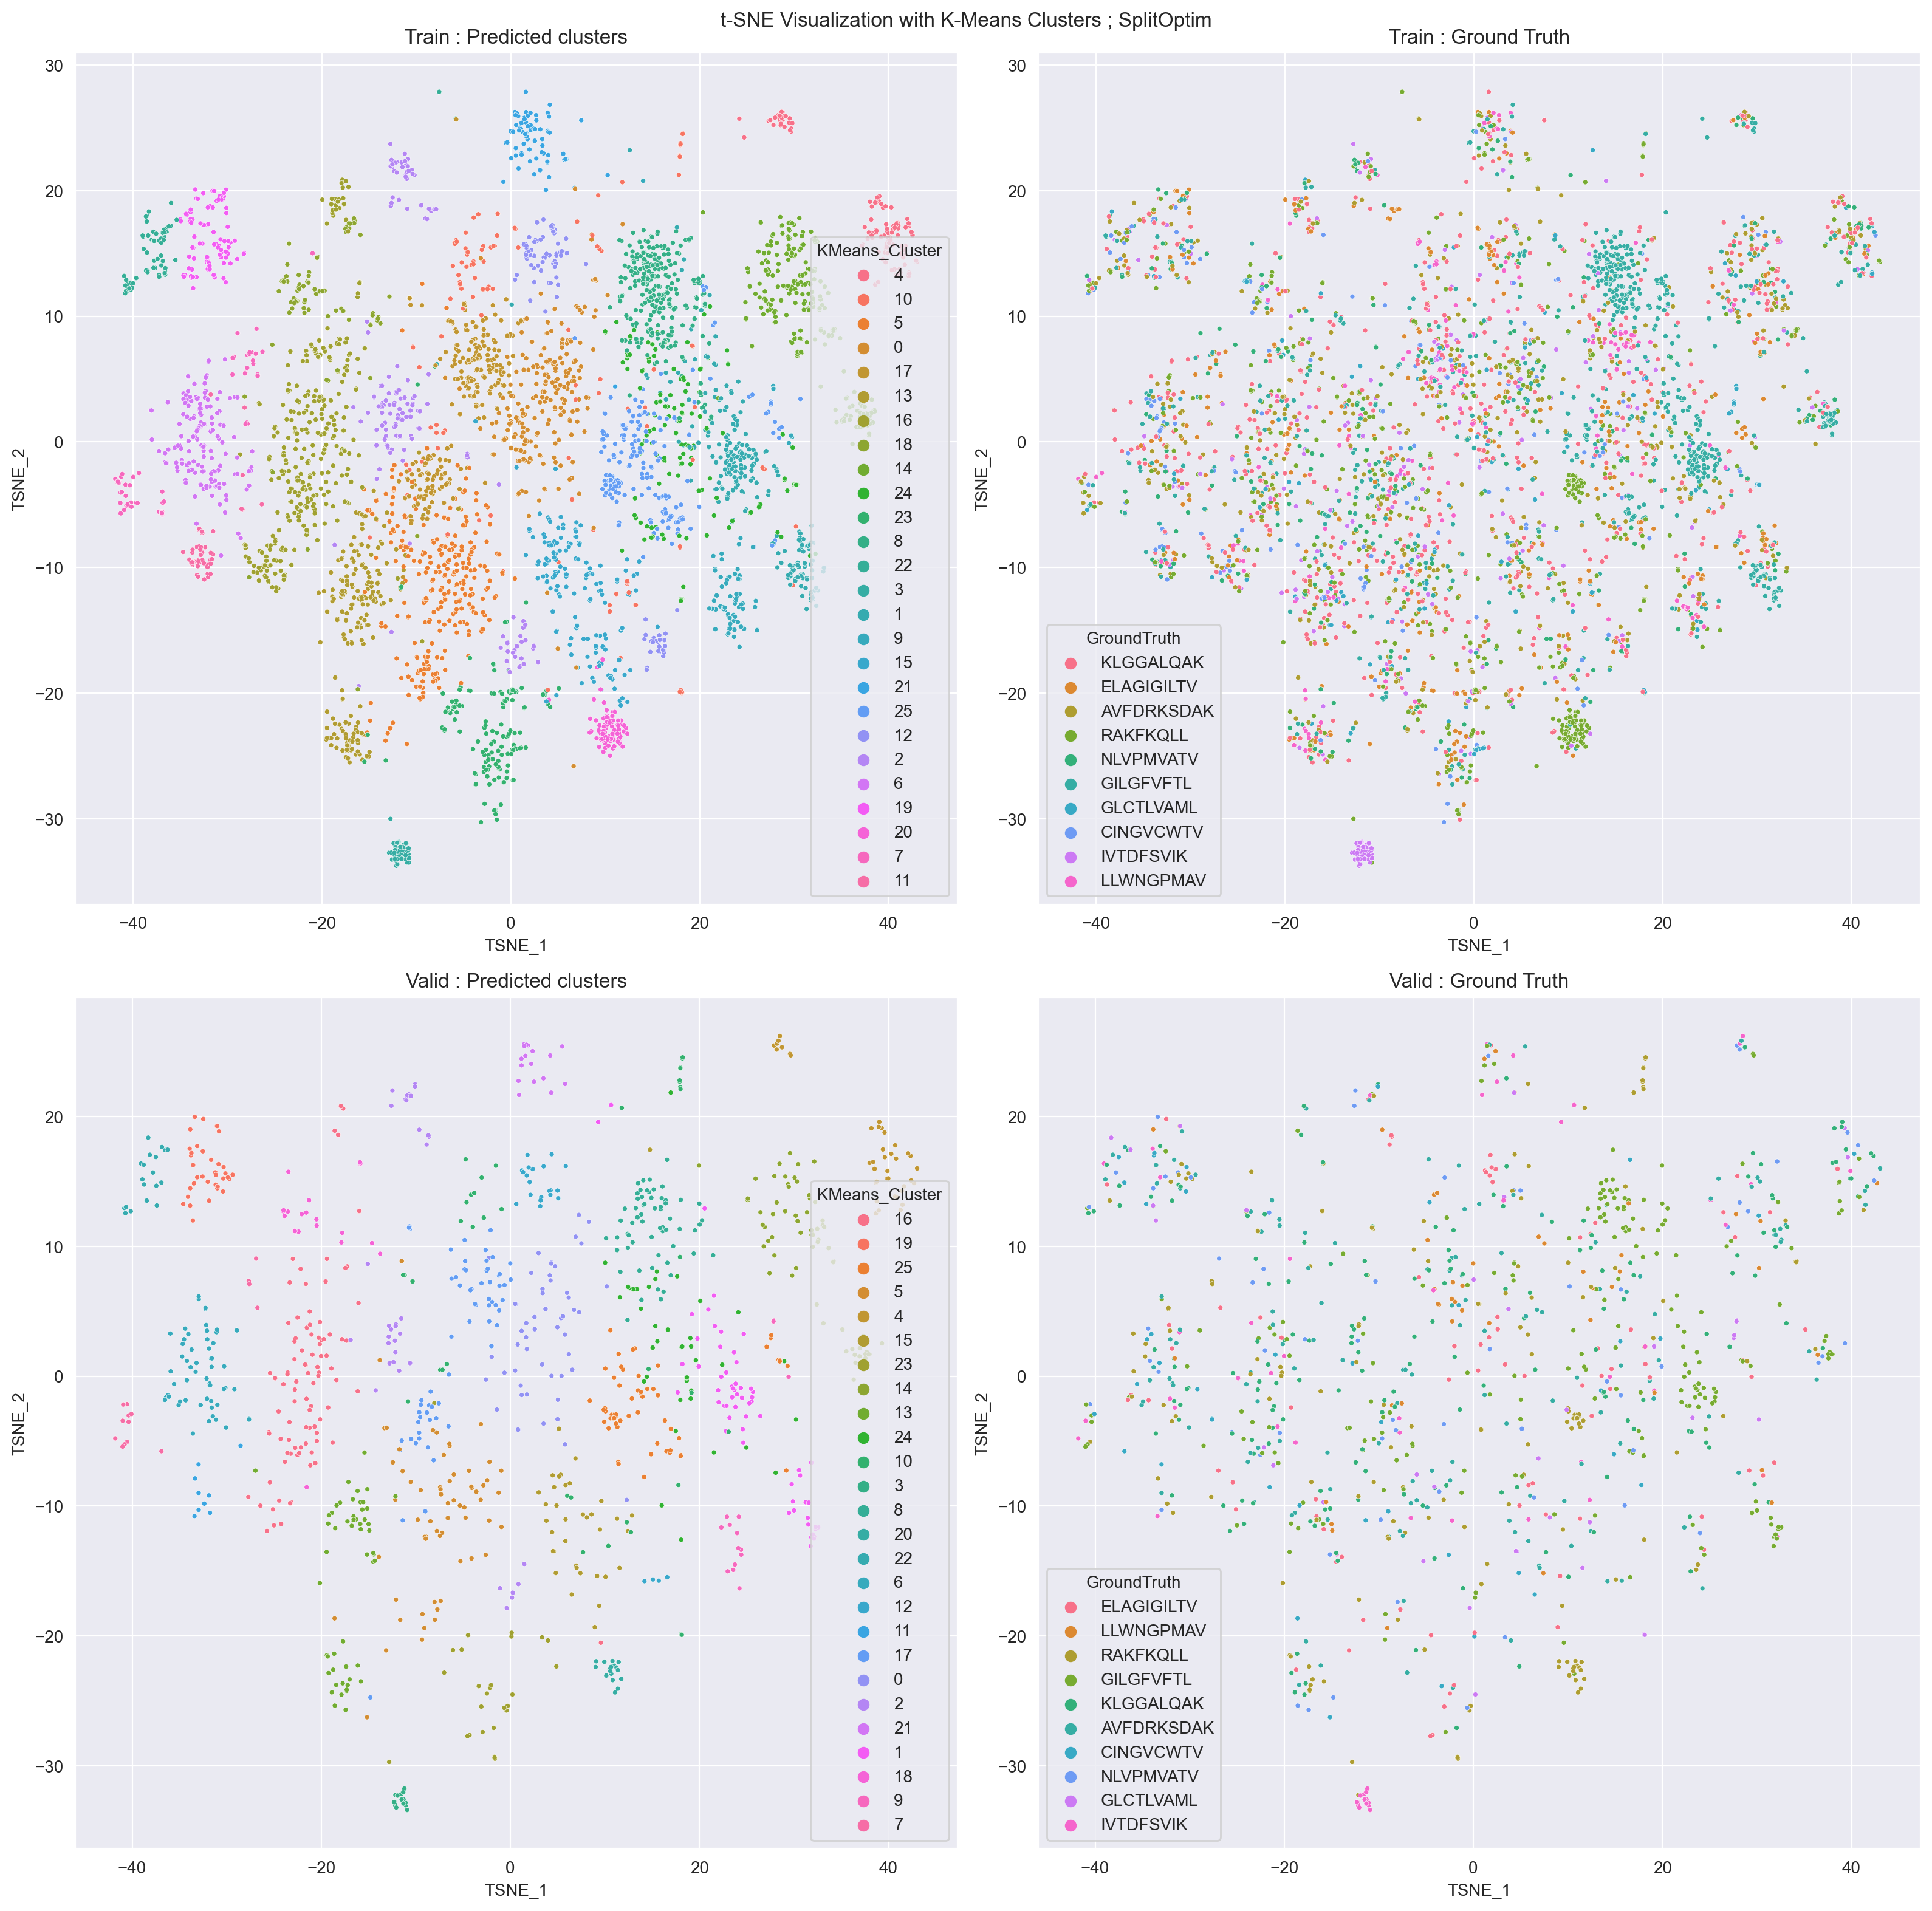 t-SNE Visualization with K-Means Clusters ; SplitOptim
Train : Predicted clusters
30
20
10
0
−10
−20
−30
TSNE_2
−40
−20
0
20
40
TSNE_1
KMeans_Cluster
4
10
5
0
17
13
16
18
14
24
23
8
22
3
1
9
15
21
25
12
2
6
19
20
7
11
Train : Ground Truth
30
20
10
0
−10
−20
−30
TSNE_2
−40
−20
0
20
40
TSNE_1
GroundTruth
KLGGALQAK
ELAGIGILTV
AVFDRKSDAK
RAKFKQLL
NLVPMVATV
GILGFVFTL
GLCTLVAML
CINGVCWTV
IVTDFSVIK
LLWNGPMAV
Valid : Predicted clusters
20
10
0
−10
−20
−30
TSNE_2
−40
−20
0
20
40
TSNE_1
KMeans_Cluster
16
19
25
5
4
15
23
14
13
24
10
3
8
20
22
6
12
11
17
0
2
21
1
18
9
7
Valid : Ground Truth
20
10
0
−10
−20
−30
TSNE_2
−40
−20
0
20
40
TSNE_1
GroundTruth
ELAGIGILTV
LLWNGPMAV
RAKFKQLL
GILGFVFTL
KLGGALQAK
AVFDRKSDAK
CINGVCWTV
NLVPMVATV
GLCTLVAML
IVTDFSVIK